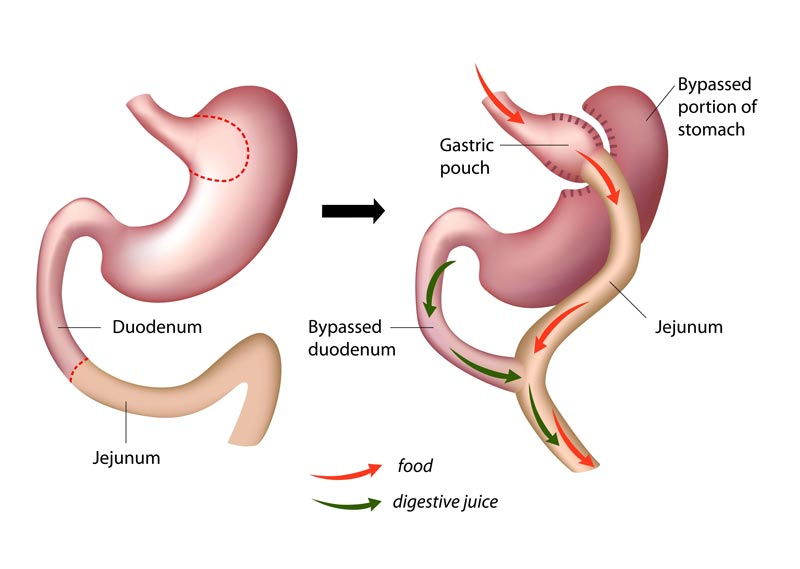 Duodenum
Jejunum
Bypassed
portion of
stomach
Gastric
pouch
Bypassed
duodenum
Jejunum
food
digestive juice